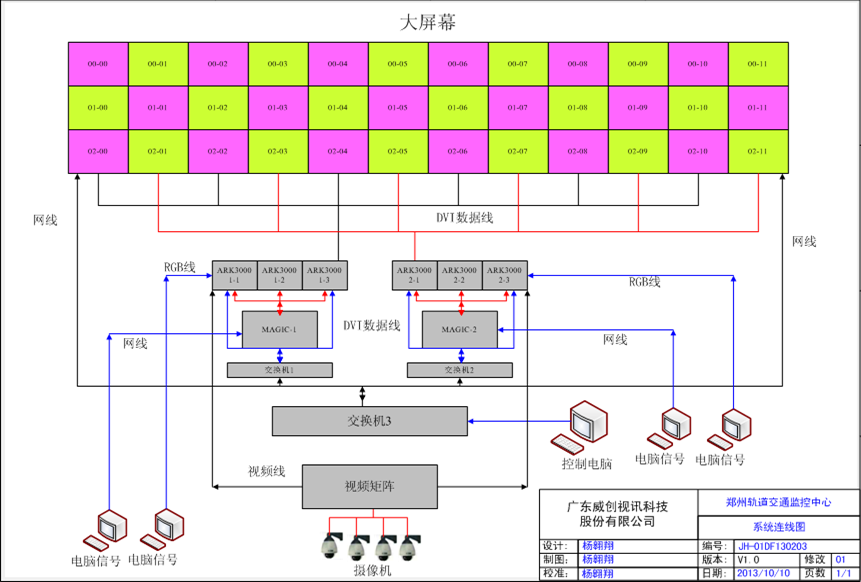 大屏幕
00-00 00-01 00-02 00-03 00-04 00-05 00-06 00-07 00-08 00-09 00-10 00-11
01-00 01-01 01-02 01-03 01-04 01-05 01-06 01-07 01-08 01-09 01-10 01-11
02-00 02-01 02-02 02-03 02-04 02-05 02-06 02-07 02-08 02-09 02-10 02-11
网线
DVI数据线
网线
RGB线
ARK3000 1-1
ARK3000 1-2
ARK3000 1-3
ARK3000 2-1
ARK3000 2-2
ARK3000 2-3
RGB线
MAGIC-1
DVI数据线
MAGIC-2
网线
网线
交换机1
交换机2
交换机3
控制电脑
电脑信号
电脑信号
视频线
视频矩阵
电脑信号
电脑信号
摄像机
广东威创视讯科技
股份有限公司
郑州轨道交通监控中心
系统连线图
设计: 杨翱翔 编号: JH-01DF130203
制图: 杨翱翔 版本: V1.0 修改 01
校准: 杨翱翔 日期: 2013/10/10 页数 1/1